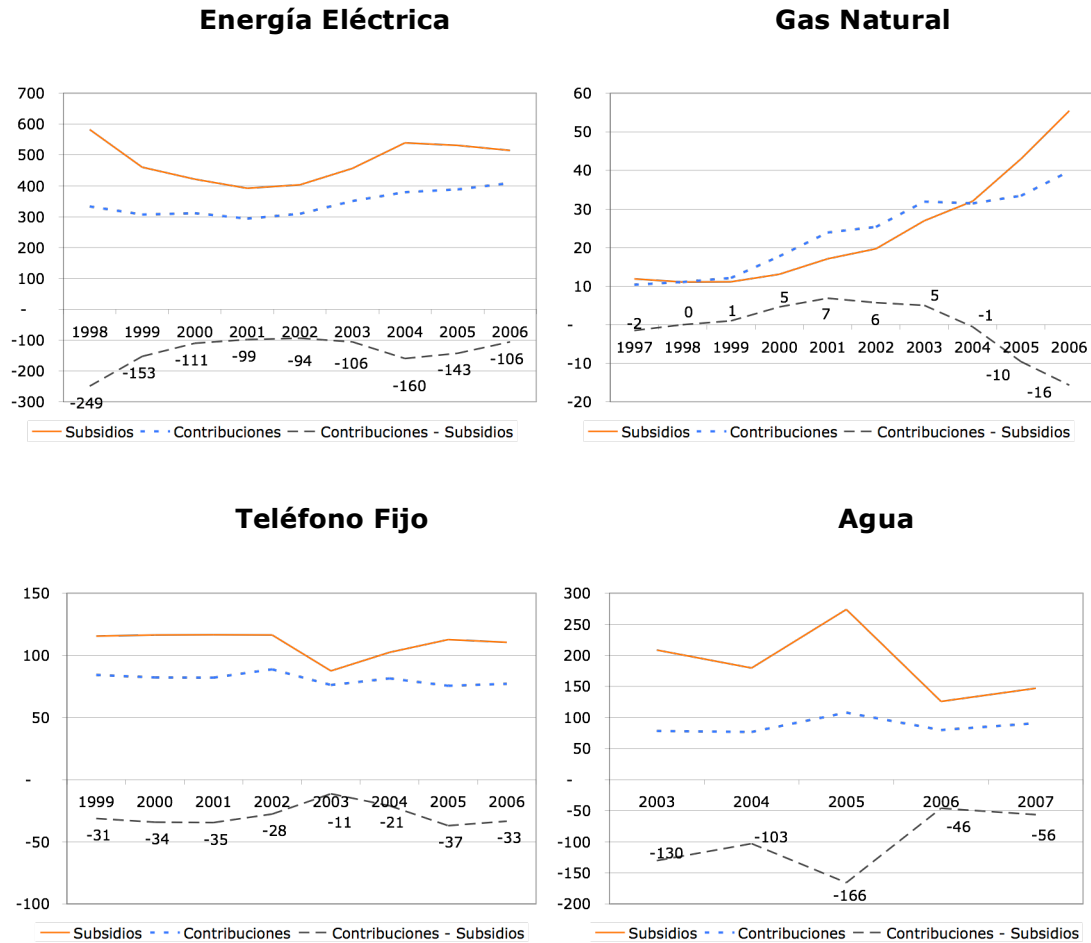 Energía Eléctrica
700
600
500
400
300
200
100
-
-100
-200
-300
1998 1999 2000 2001 2002 2003 2004 2005 2006
-249 -153 -111 -99 -94 -106 -160 -143 -106
Subsidios Contribuciones Contribuciones - Subsidios
Gas Natural
60
50
40
30
20
10
-
-10
-20
1997 1998 1999 2000 2001 2002 2003 2004 2005 2006
-2 0 1 5 7 6 5 -1 -10 -16
Subsidios Contribuciones Contribuciones - Subsidios
Teléfono Fijo
150
100
50
-
-50
-100
1999 2000 2001 2002 2003 2004 2005 2006
-31 -34 -35 -28 -11 -21 -37 -33
Subsidios Contribuciones Contribuciones - Subsidios
Agua
300
250
200
150
100
50
-
-50
-100
-150
-200
2003 2004 2005 2006 2007
-130 -103 -166 -46 -56
Subsidios Contribuciones Contribuciones - Subsidios